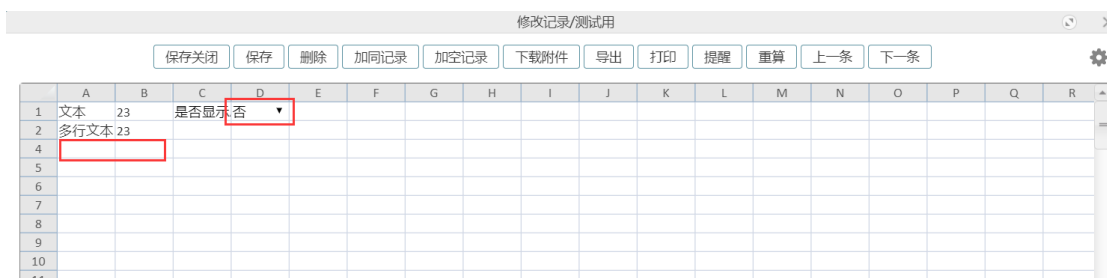 修改记录/测试用
保存关闭 保存 删除 加同记录 加空记录 下载附件 导出 打印 提醒 重算 上一条 下一条
A B C D E F G H I J K L M N O P Q R
1 文本 23 是否显示 否
2 多行文本 23
4
5
6
7
8
9
10